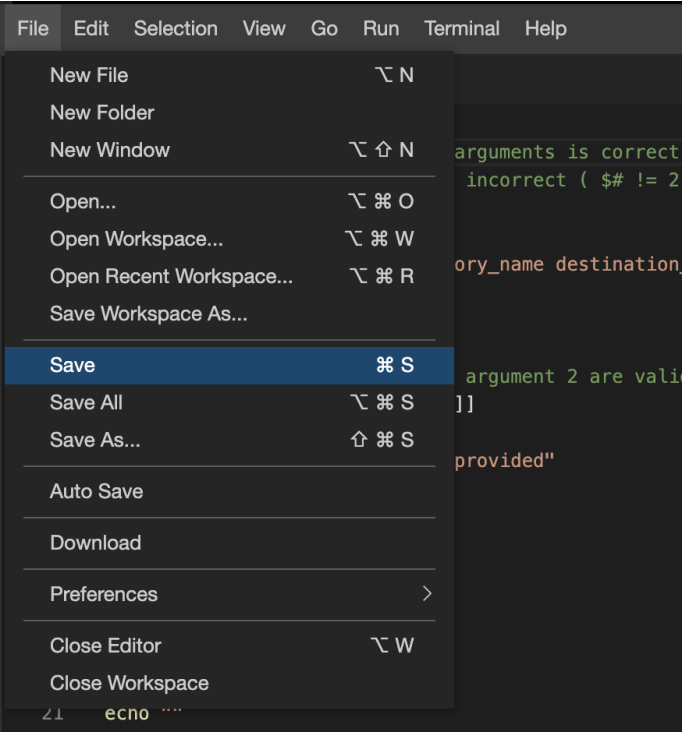 File Edit Selection View Go Run Terminal Help
New File ⌥ N
New Folder
New Window ⌥ ⇧ N
arguments is correct
incorrect ( $# != 2
Open... ⌥ ⌘ O
Open Workspace... ⌥ ⌘ W
ory_name destination_
Open Recent Workspace... ⌥ ⌘ R
Save Workspace As...
Save ⌘ S
argument 2 are vali
Save All ⌥ ⌘ S
]]
Save As... ⇧ ⌘ S
provided"
Auto Save
Download
Preferences >
Close Editor ⌥ W
Close Workspace
21 echo ""